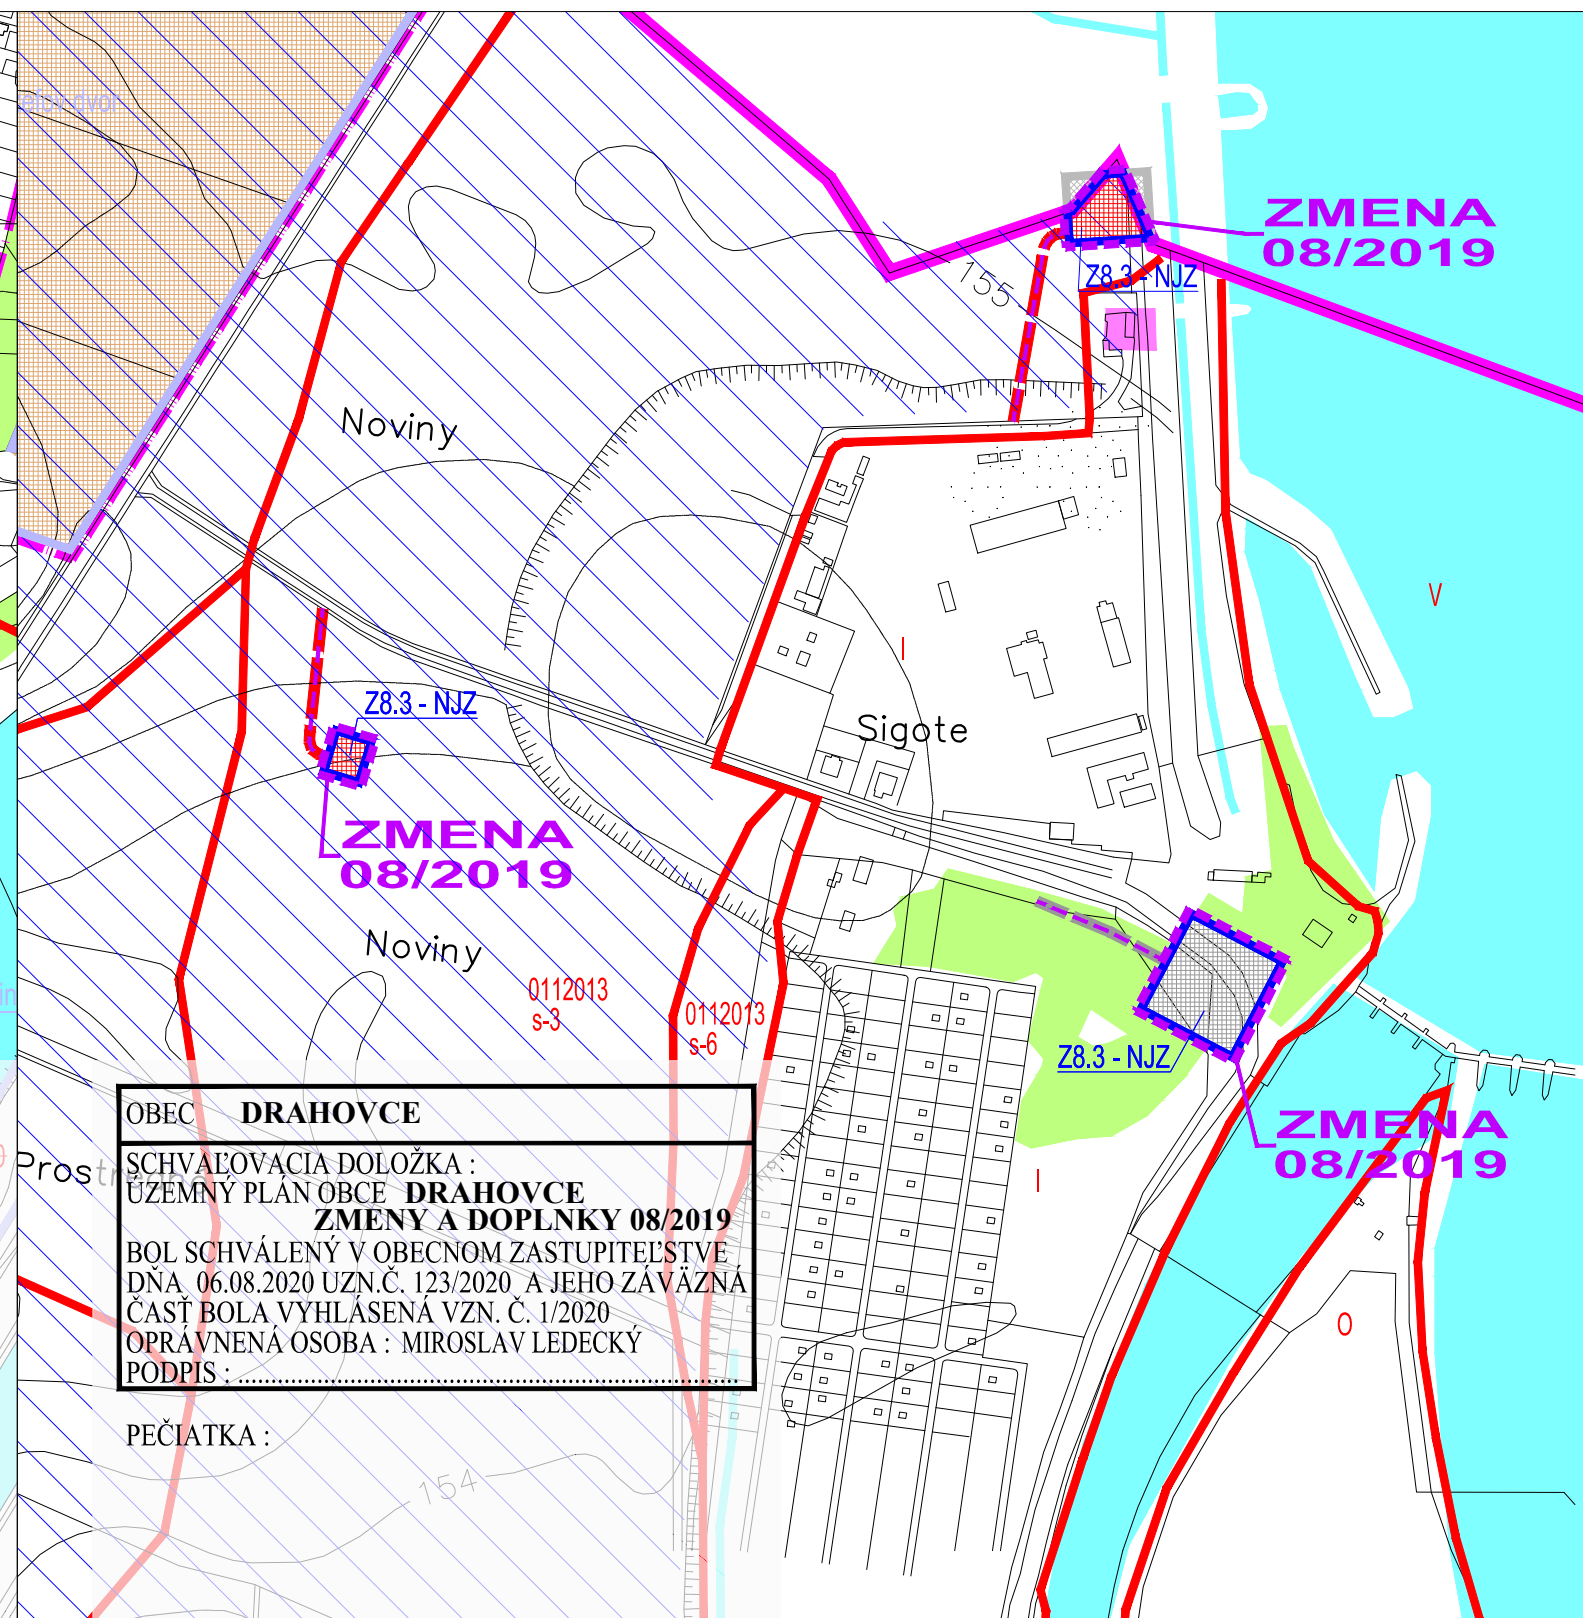 ZMENA
08/2019
Z8.3 - NJZ
155
Noviny
V
I
Z8.3 - NJZ
Sigote
ZMENA
08/2019
Noviny
0112013
s-3
0112013
s-6
Z8.3 - NJZ
ZMENA
08/2019
I
O
OBEC DRAHOVCE
SCHVAĽOVACIA DOLOŽKA :
ÚZEMNÝ PLÁN OBCE DRAHOVCE
ZMENY A DOPLNKY 08/2019
BOL SCHVÁLENÝ V OBECNOM ZASTUPITEĽSTVE
DŇA 06.08.2020 UZN.Č. 123/2020 A JEHO ZÁVÄZNÁ
ČASŤ BOLA VYHLÁSENÁ VZN. Č. 1/2020
OPRÁVNENÁ OSOBA : MIROSLAV LEDECKÝ
PODPIS : ......................................................................
PEČIATKA :
154